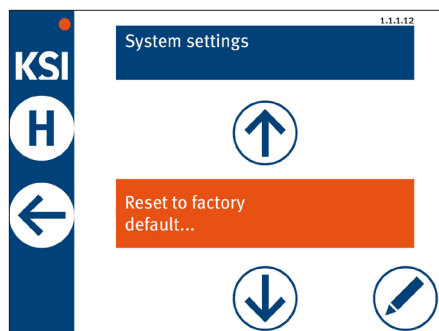 1.1.1.12
System settings
KSI
H
Reset to factory
default...